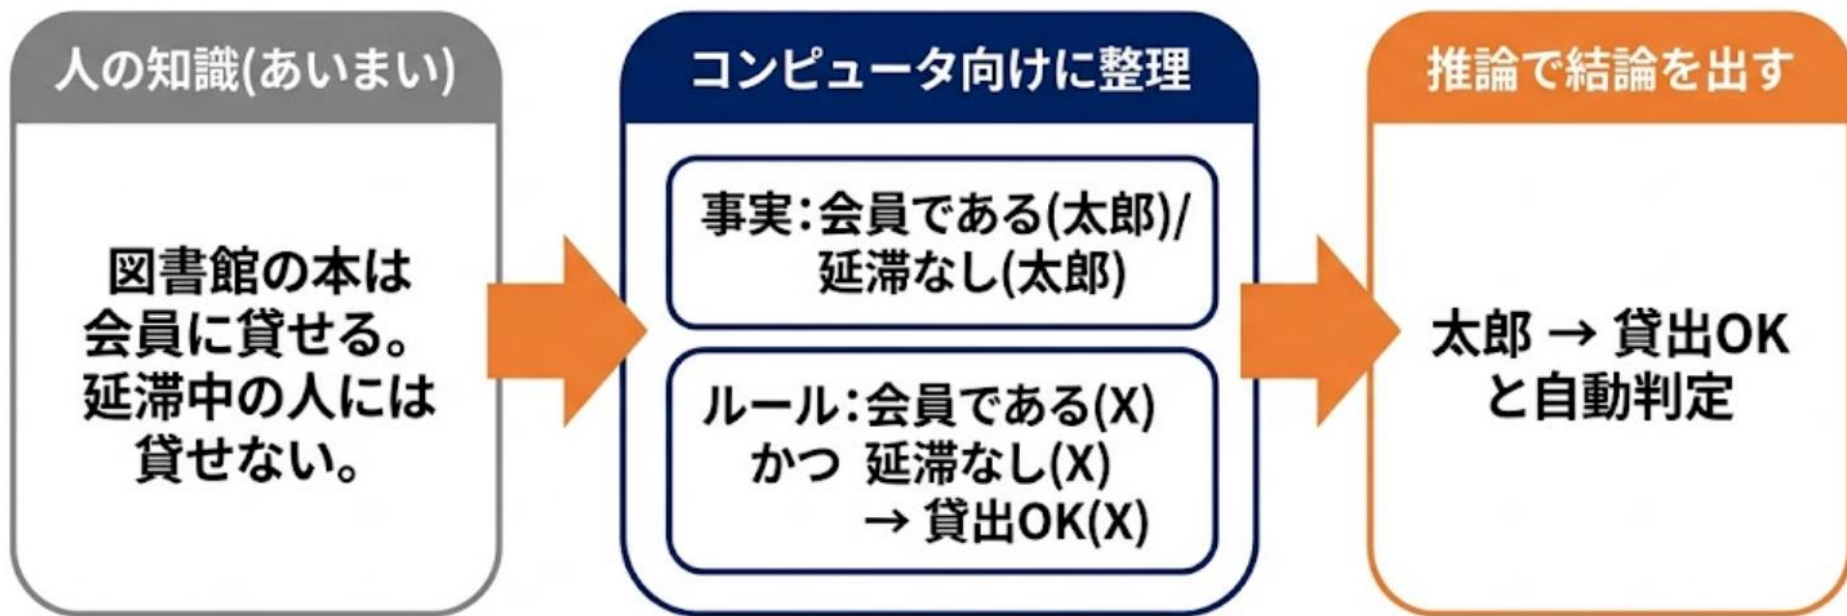 人の知識(あいまい)
図書館の本は
会員に貸せる。
延滞中の人には
貸せない。
コンピュータ向けに整理
事実：会員である(太郎)/
延滞なし(太郎)
ルール：会員である(X)
かつ 延滞なし(X)
→ 貸出OK(X)
推論で結論を出す
太郎 → 貸出OK
と自動判定